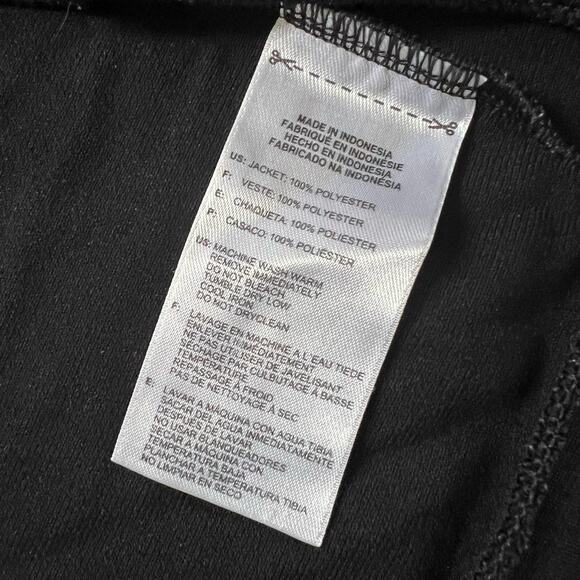 MADE IN INDONESIA
FABRIQUÉ EN INDONÉSIE
HECHO EN INDONESIA
FABRICADO NA INDONÉSIA
US: JACKET: 100% POLYESTER
F: VESTE: 100% POLYESTER
E: CHAQUETA: 100% POLIESTER
P: CASACO: 100% POLIÉSTER
US: MACHINE WASH WARM
REMOVE IMMEDIATELY
DO NOT BLEACH
TUMBLE DRY LOW
COOL IRON
DO NOT DRYCLEAN
F: LAVAGE EN MACHINE A L'EAU TIEDE
ENLEVER IMMÉDIATEMENT
NE PAS UTILISER DE JAVELISANT
SÉCHAGE PAR CULBUTAGE À BASSE
TEMPÉRATURE
REPASSAGE À FROID
PAS DE NETTOYAGE À SEC
E: LAVAR A MÁQUINA CON AGUA TIBIA
SACAR DEL AGUA INMEDIATAMENTE
DESPUÉS DE LAVAR
NO USAR BLANQUEADORES
SECAR A MÁQUINA CON
TEMPERATURA BAJA
PLANCHAR A TEMPERATURA TIBIA
NO LIMPIAR EN SECO